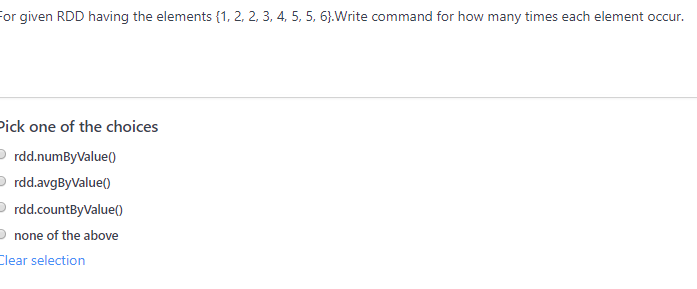 For given RDD having the elements {1, 2, 2, 3, 4, 5, 5, 6}.Write command for how many times each element occur.
Pick one of the choices
rdd.numByValue()
rdd.avgByValue()
rdd.countByValue()
none of the above
Clear selection